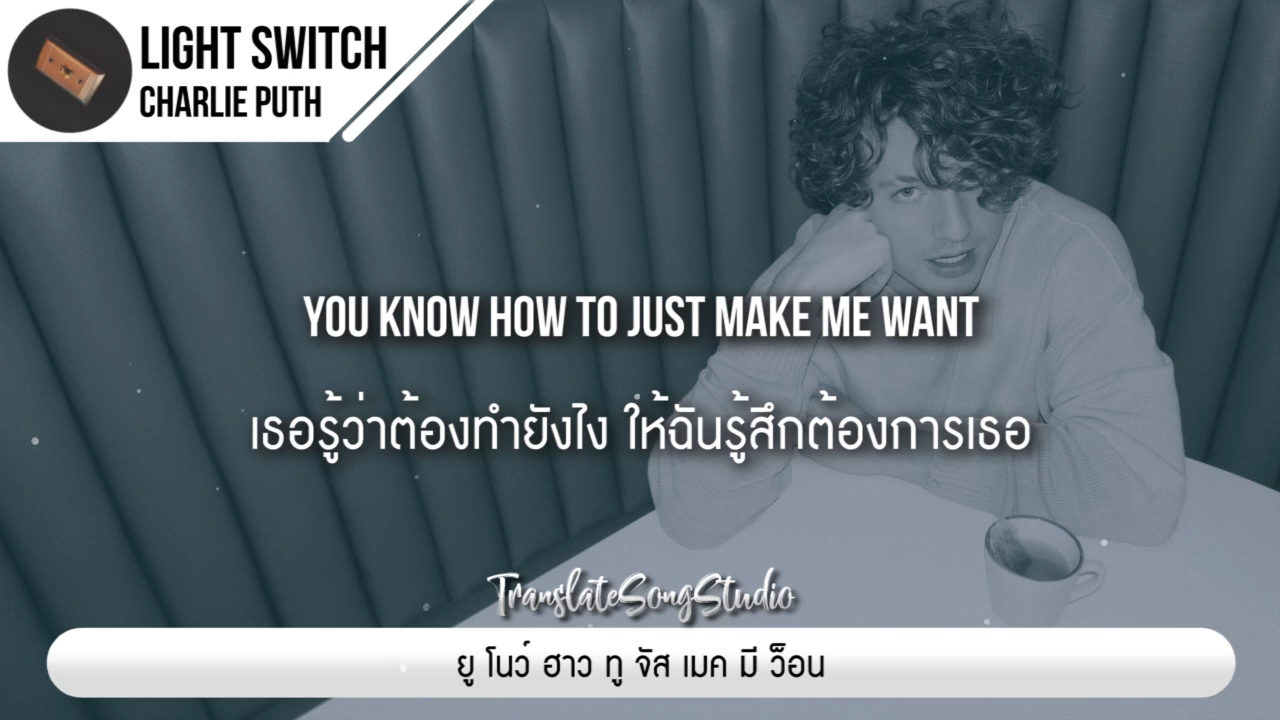 LIGHT SWITCH
CHARLIE PUTH
YOU KNOW HOW TO JUST MAKE ME WANT
เธอรู้ว่าต้องทำยังไง ให้ฉันรู้สึกต้องการเธอ
TranslateSongStudio
ยู โนว์ ฮาว ทู จัส เมค มี ว็อน